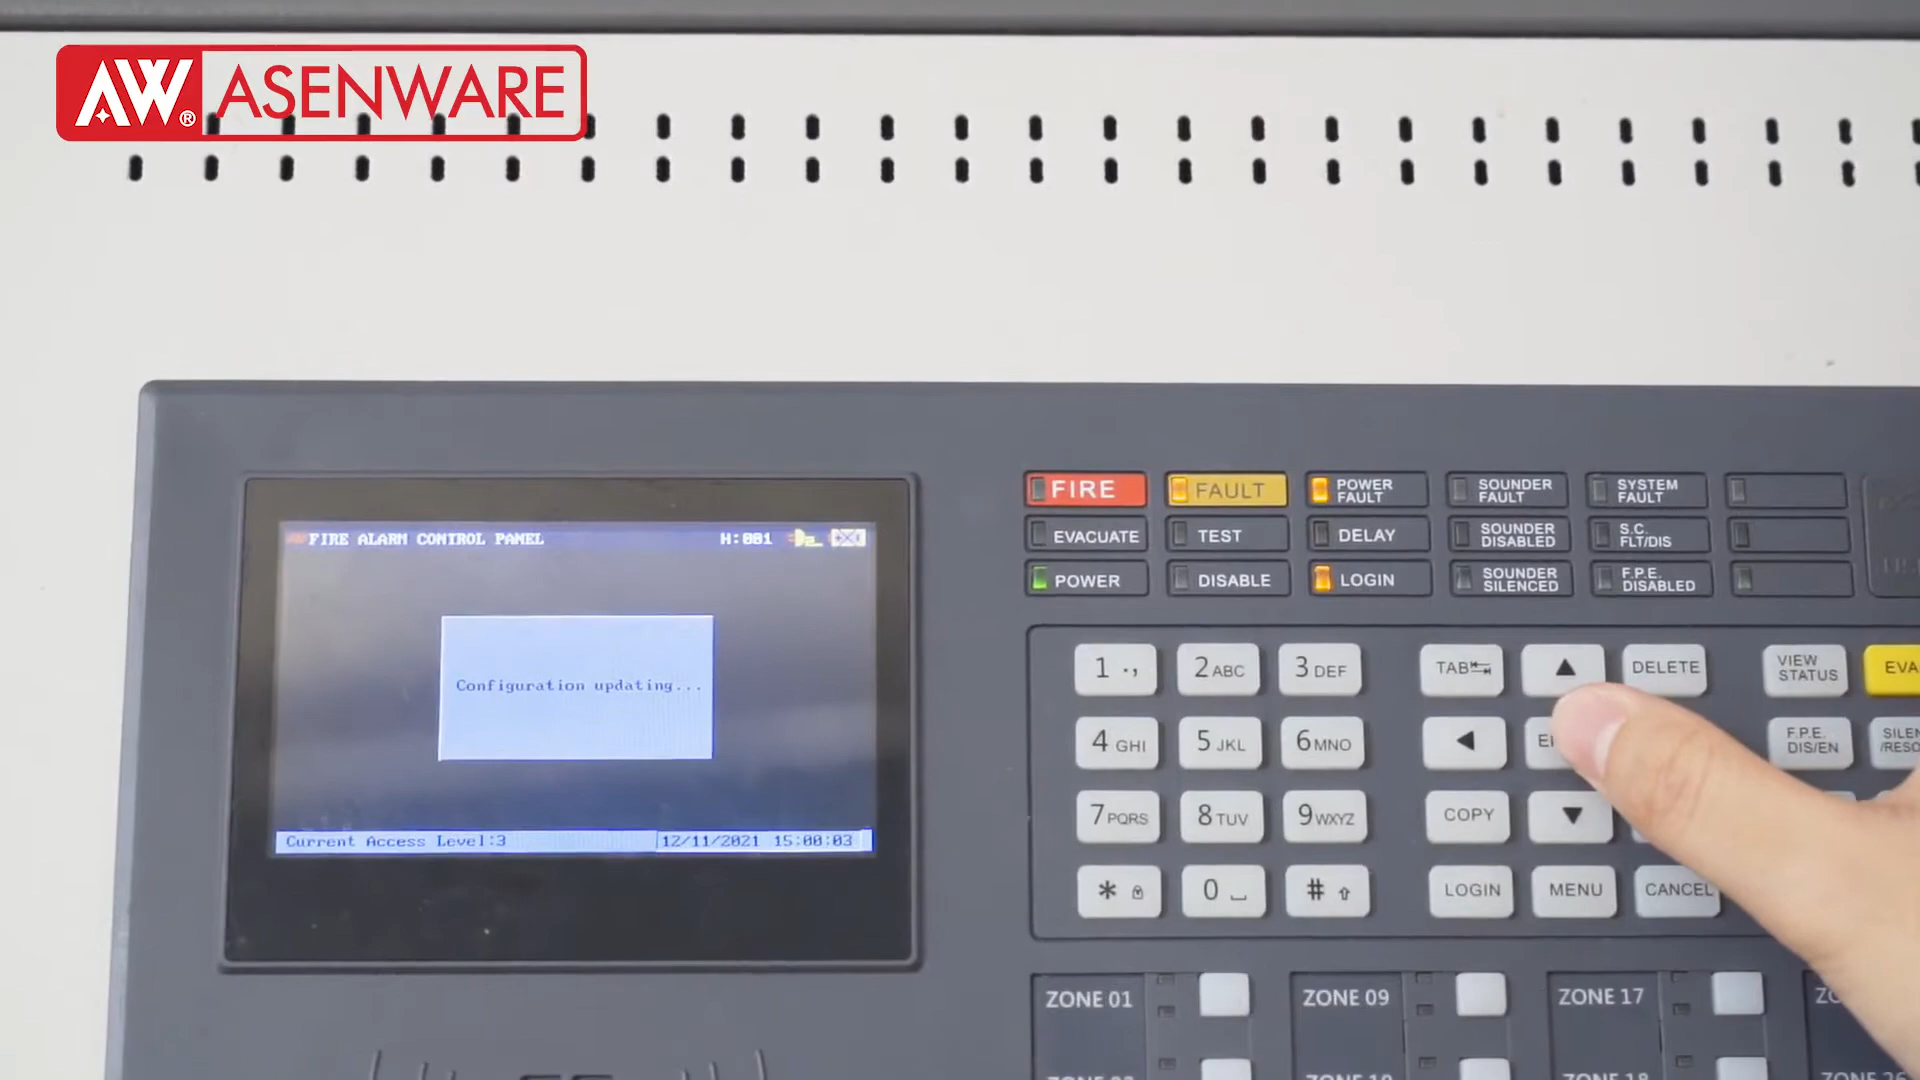 AW® ASENWARE
FIRE ALARM CONTROL PANEL H:001
Configuration updating...
Current Access Level:3 12/11/2021 15:00:03
FIRE
FAULT
POWER FAULT
SOUNDER FAULT
SYSTEM FAULT
EVACUATE
TEST
DELAY
SOUNDER DISABLED
S.C. FLT/DIS
POWER
DISABLE
LOGIN
SOUNDER SILENCED
F.P.E. DISABLED
1 .,
2 ABC
3 DEF
TAB
▲
DELETE
VIEW STATUS
EVA
4 GHI
5 JKL
6 MNO
◀
F.P.E. DIS/EN
SILEN
/RESO
7 PQRS
8 TUV
9 WXYZ
COPY
▼
*
0
#
LOGIN
MENU
CANCEL
ZONE 01
ZONE 09
ZONE 17